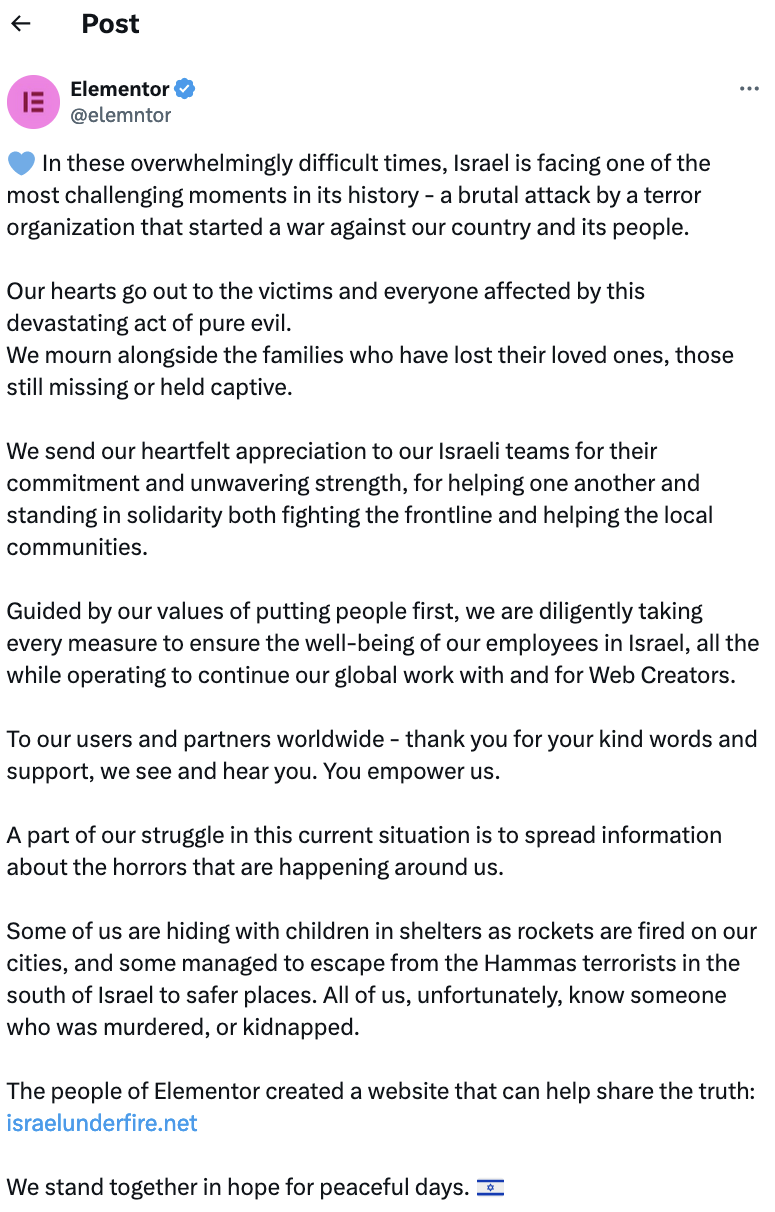 Post
Elementor
@elemntor
💙 In these overwhelmingly difficult times, Israel is facing one of the
most challenging moments in its history - a brutal attack by a terror
organization that started a war against our country and its people.
Our hearts go out to the victims and everyone affected by this
devastating act of pure evil.
We mourn alongside the families who have lost their loved ones, those
still missing or held captive.
We send our heartfelt appreciation to our Israeli teams for their
commitment and unwavering strength, for helping one another and
standing in solidarity both fighting the frontline and helping the local
communities.
Guided by our values of putting people first, we are diligently taking
every measure to ensure the well-being of our employees in Israel, all the
while operating to continue our global work with and for Web Creators.
To our users and partners worldwide - thank you for your kind words and
support, we see and hear you. You empower us.
A part of our struggle in this current situation is to spread information
about the horrors that are happening around us.
Some of us are hiding with children in shelters as rockets are fired on our
cities, and some managed to escape from the Hammas terrorists in the
south of Israel to safer places. All of us, unfortunately, know someone
who was murdered, or kidnapped.
The people of Elementor created a website that can help share the truth:
israelunderfire.net
We stand together in hope for peaceful days. 🇮🇱